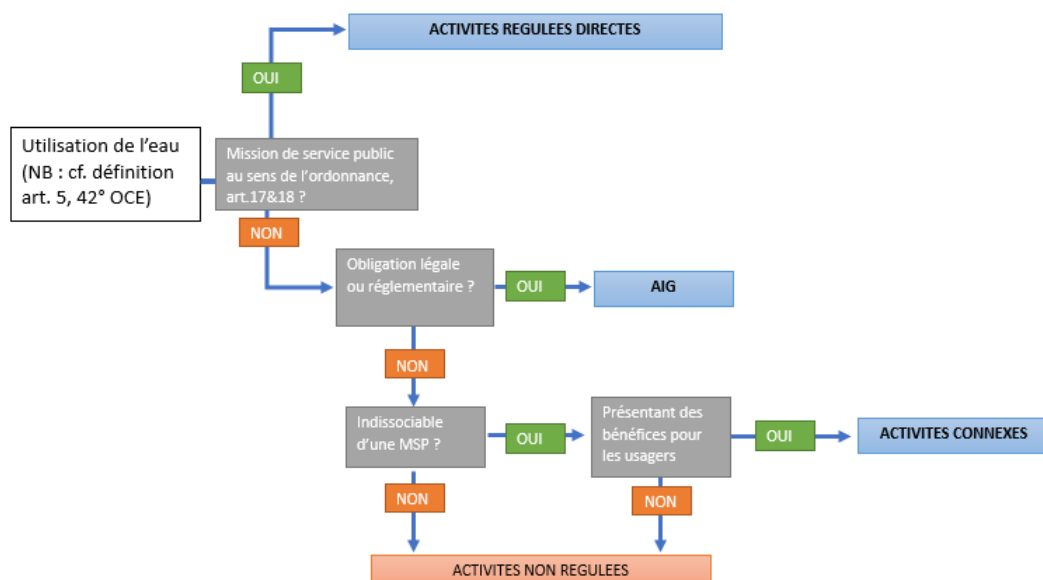 ACTIVITES REGULEES DIRECTES
OUI
Utilisation de l'eau
(NB : cf. définition
art. 5, 42° OCE)
Mission de service public
au sens de l'ordonnance,
art.17&18 ?
NON
Obligation légale
ou réglementaire ?
OUI
AIG
NON
Indissociable
d'une MSP ?
OUI
Présentant des
bénéfices pour
les usagers
OUI
ACTIVITES CONNEXES
NON
NON
ACTIVITES NON REGULEES